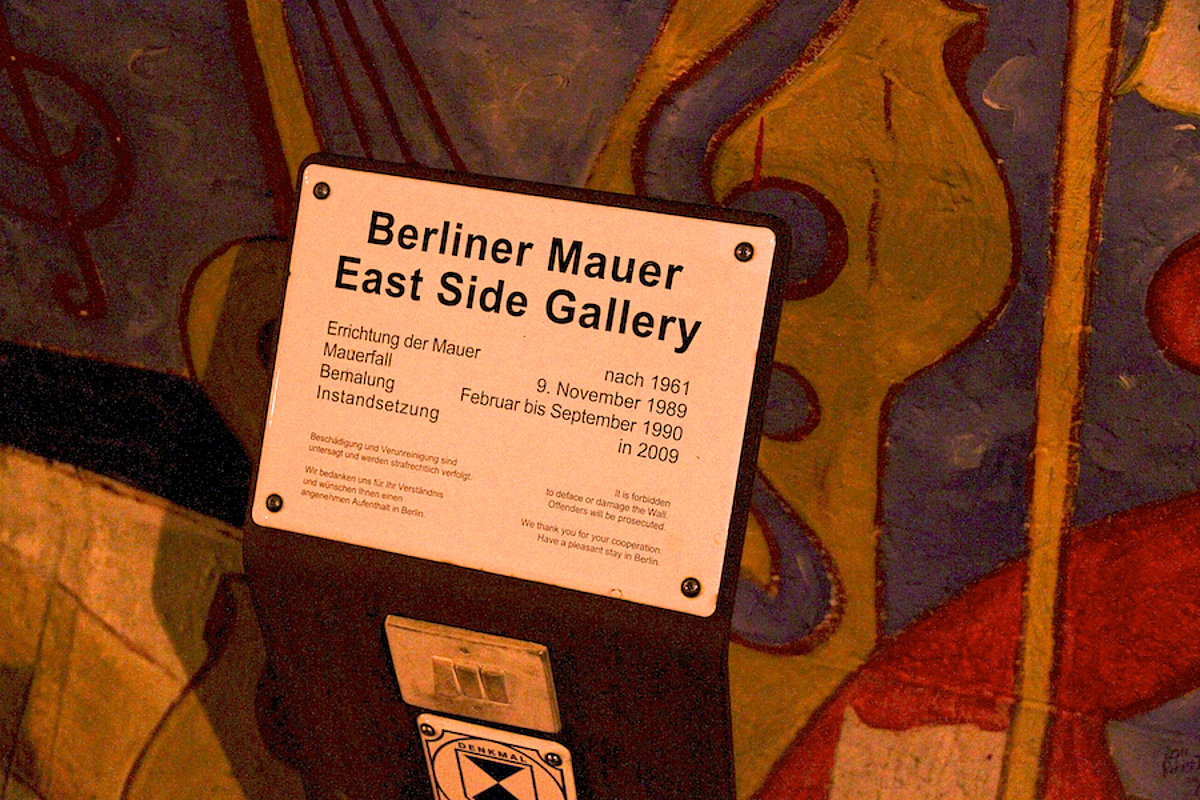 Berliner Mauer
East Side Gallery
Errichtung der Mauer nach 1961
Mauerfall 9. November 1989
Bemalung Februar bis September 1990
Instandsetzung in 2009
Beschädigung und Verunreinigung sind
untersagt und werden strafrechtlich verfolgt.
Wir bedanken uns für Ihr Verständnis
und wünschen Ihnen einen
angenehmen Aufenthalt in Berlin.
It is forbidden
to deface or damage the Wall.
Offenders will be prosecuted.
We thank you for your cooperation.
Have a pleasant stay in Berlin.
DENKMAL